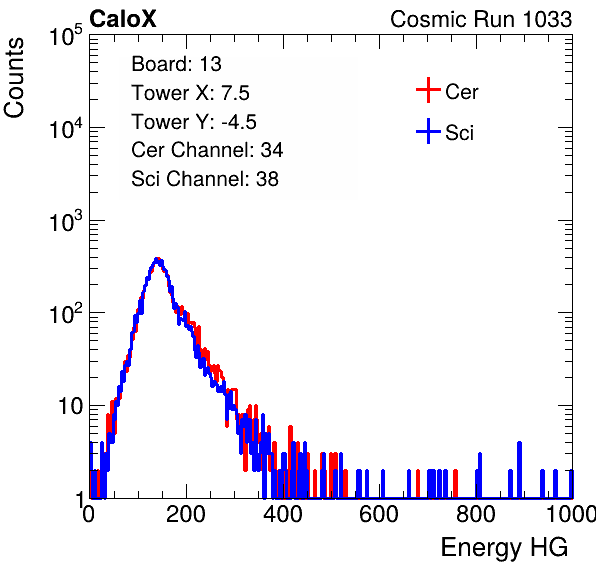 CaloX Cosmic Run 1033
Counts
10^5
10^4
10^3
10^2
10
1
Board: 13
Tower X: 7.5
Tower Y: -4.5
Cer Channel: 34
Sci Channel: 38
Cer
Sci
0 200 400 600 800 1000
Energy HG